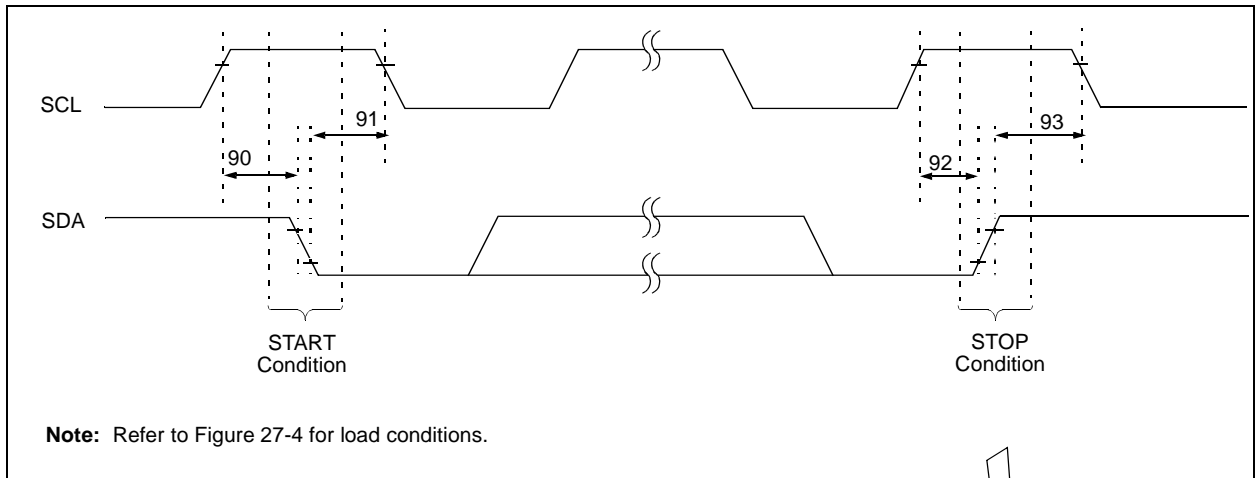 SCL
91
93
90
92
SDA
START
Condition
STOP
Condition
Note: Refer to Figure 27-4 for load conditions.